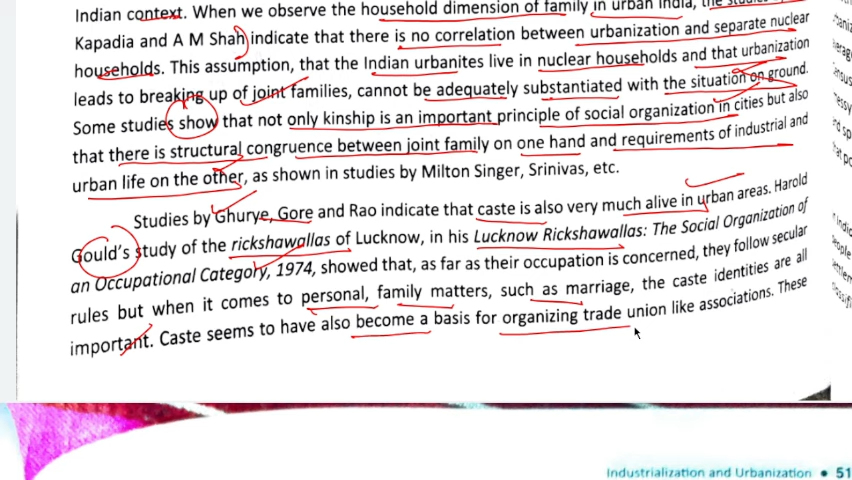 Indian context. When we observe the household dimension of family in urban India, the studies
Kapadia and A M Shah indicate that there is no correlation between urbanization and separate nuclear
households. This assumption, that the Indian urbanites live in nuclear households and that urbanization
leads to breaking up of joint families, cannot be adequately substantiated with the situation on ground.
Some studies show that not only kinship is an important principle of social organization in cities but also
that there is structural congruence between joint family on one hand and requirements of industrial and
urban life on the other, as shown in studies by Milton Singer, Srinivas, etc.
Studies by Ghurye, Gore and Rao indicate that caste is also very much alive in urban areas. Harold
Gould's study of the rickshawallas of Lucknow, in his Lucknow Rickshawallas: The Social Organization of
an Occupational Category, 1974, showed that, as far as their occupation is concerned, they follow secular
rules but when it comes to personal, family matters, such as marriage, the caste identities are all
important. Caste seems to have also become a basis for organizing trade union like associations. These
Industrialization and Urbanization • 51